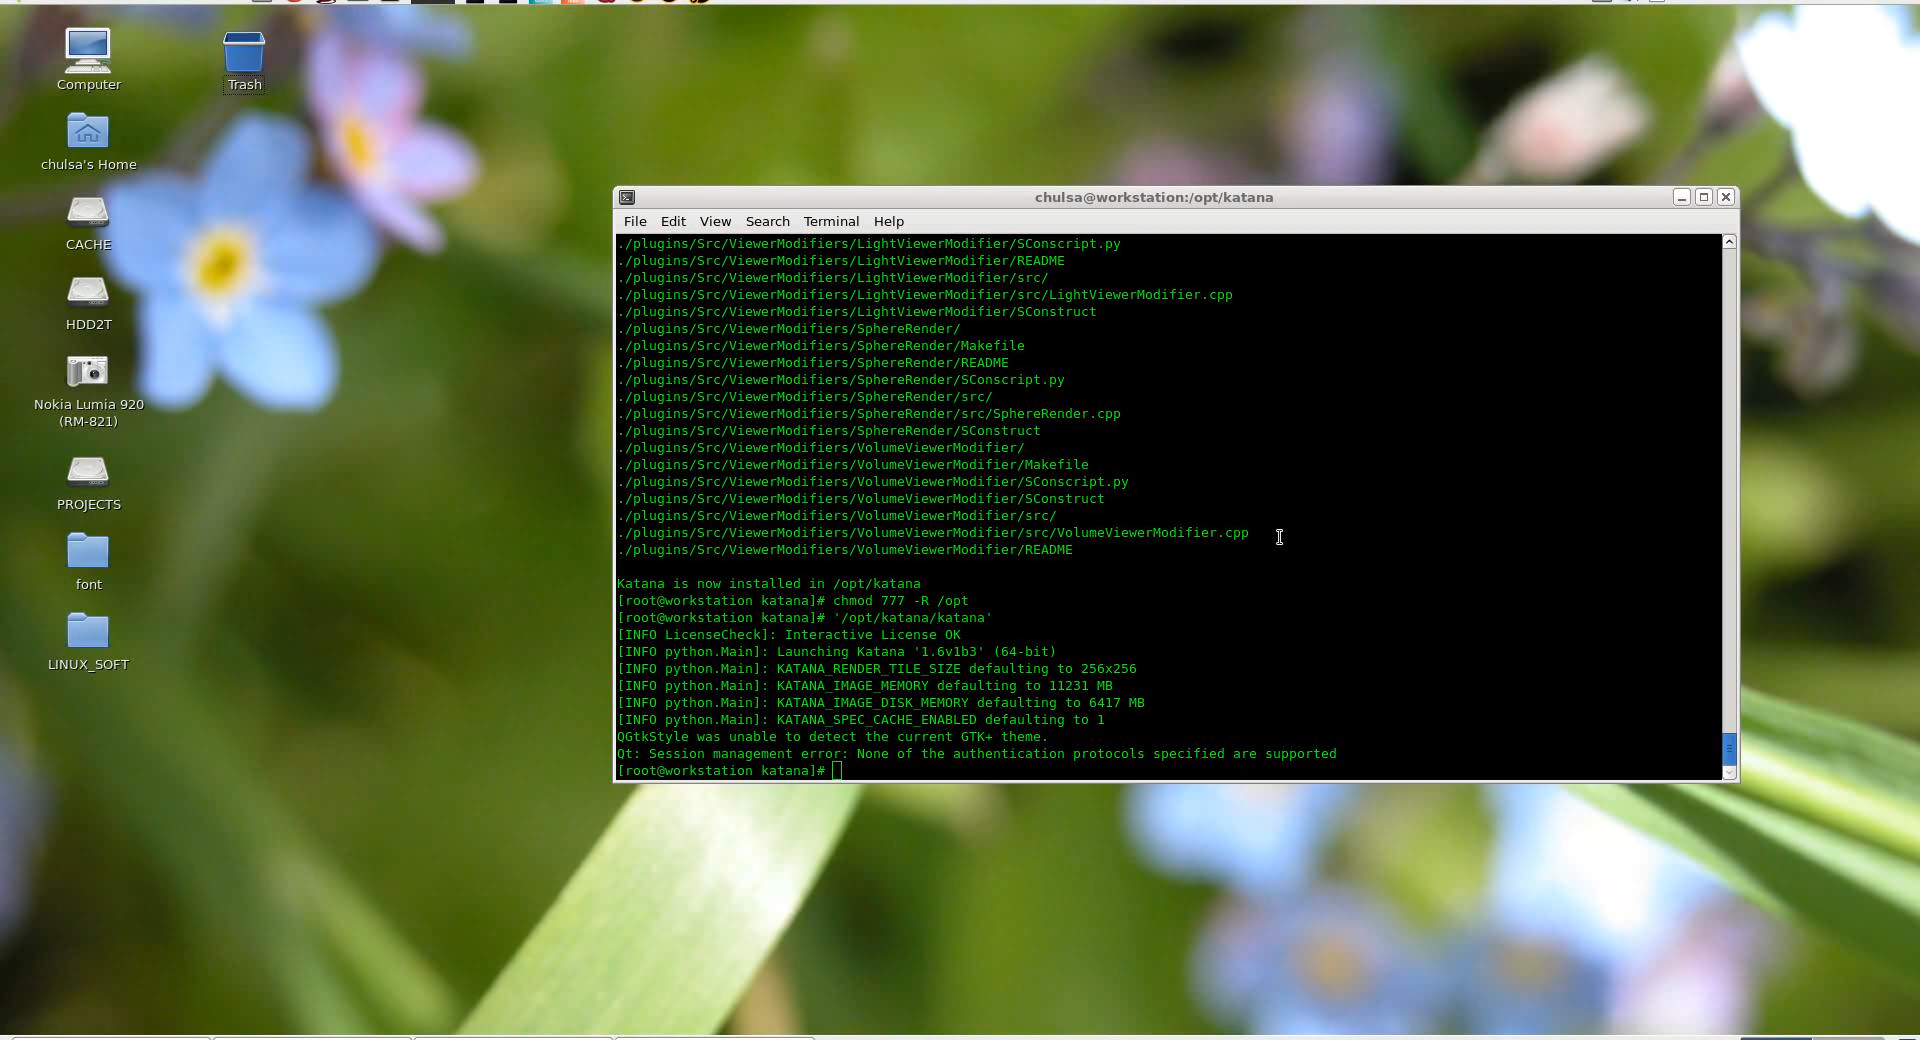 Computer
Trash
chulsa's Home
CACHE
HDD2T
Nokia Lumia 920
(RM-821)
PROJECTS
font
LINUX_SOFT
chulsa@workstation:/opt/katana
File Edit View Search Terminal Help
./plugins/Src/ViewerModifiers/LightViewerModifier/SConscript.py
./plugins/Src/ViewerModifiers/LightViewerModifier/README
./plugins/Src/ViewerModifiers/LightViewerModifier/src/
./plugins/Src/ViewerModifiers/LightViewerModifier/src/LightViewerModifier.cpp
./plugins/Src/ViewerModifiers/LightViewerModifier/SConstruct
./plugins/Src/ViewerModifiers/SphereRender/
./plugins/Src/ViewerModifiers/SphereRender/Makefile
./plugins/Src/ViewerModifiers/SphereRender/README
./plugins/Src/ViewerModifiers/SphereRender/SConscript.py
./plugins/Src/ViewerModifiers/SphereRender/src/
./plugins/Src/ViewerModifiers/SphereRender/src/SphereRender.cpp
./plugins/Src/ViewerModifiers/SphereRender/SConstruct
./plugins/Src/ViewerModifiers/VolumeViewerModifier/
./plugins/Src/ViewerModifiers/VolumeViewerModifier/Makefile
./plugins/Src/ViewerModifiers/VolumeViewerModifier/SConscript.py
./plugins/Src/ViewerModifiers/VolumeViewerModifier/SConstruct
./plugins/Src/ViewerModifiers/VolumeViewerModifier/src/
./plugins/Src/ViewerModifiers/VolumeViewerModifier/src/VolumeViewerModifier.cpp
./plugins/Src/ViewerModifiers/VolumeViewerModifier/README
Katana is now installed in /opt/katana
[root@workstation katana]# chmod 777 -R /opt
[root@workstation katana]# '/opt/katana/katana'
[INFO LicenseCheck]: Interactive License OK
[INFO python.Main]: Launching Katana '1.6v1b3' (64-bit)
[INFO python.Main]: KATANA_RENDER_TILE_SIZE defaulting to 256x256
[INFO python.Main]: KATANA_IMAGE_MEMORY defaulting to 11231 MB
[INFO python.Main]: KATANA_IMAGE_DISK_MEMORY defaulting to 6417 MB
[INFO python.Main]: KATANA_SPEC_CACHE_ENABLED defaulting to 1
QGtkStyle was unable to detect the current GTK+ theme.
Qt: Session management error: None of the authentication protocols specified are supported
[root@workstation katana]#